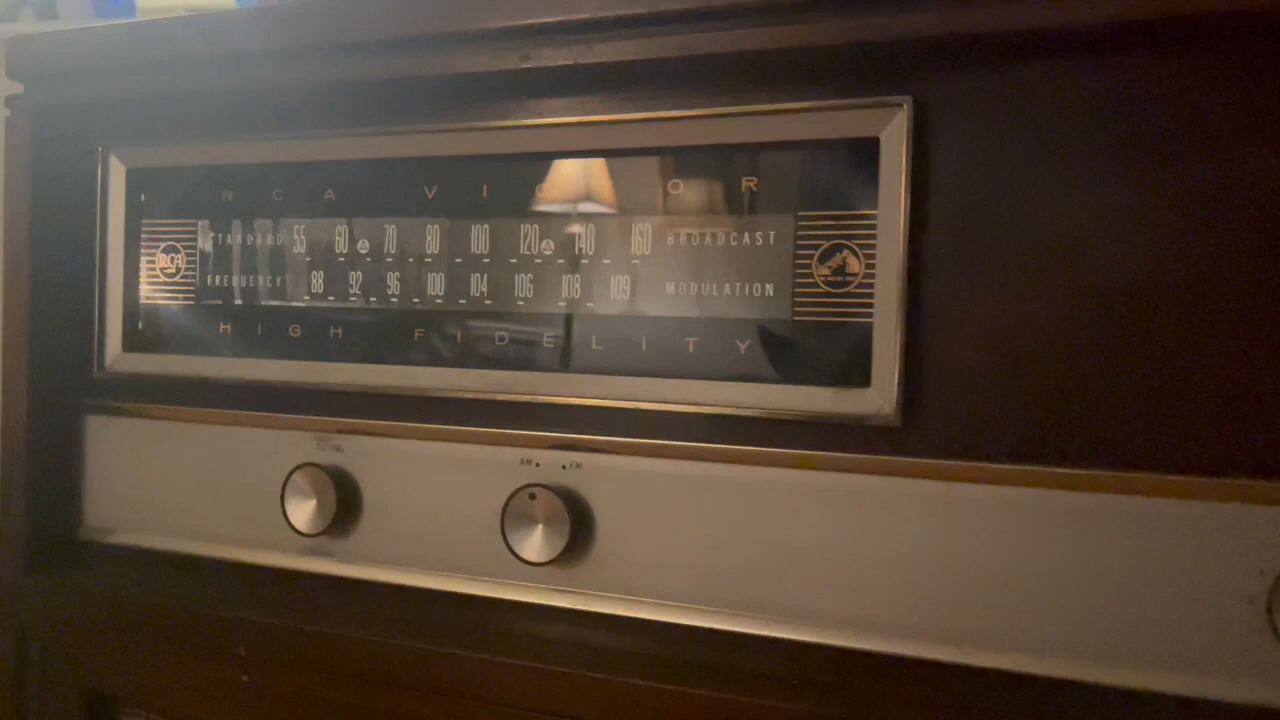 RCA VICTOR
RCA STANDARD 55 60 70 80 100 120 140 160 BROADCAST
FREQUENCY 88 92 96 100 104 106 108 109 MODULATION
HIGH FIDELITY
AM FM